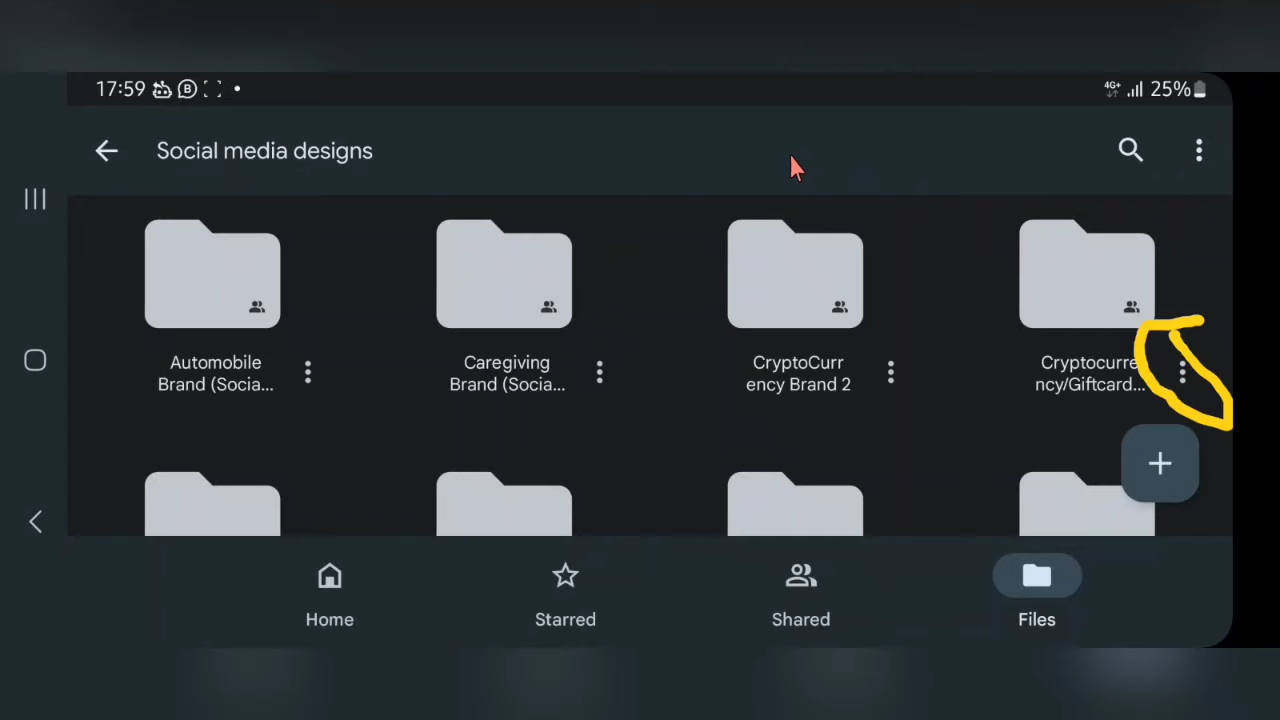 17:59 B 4G+ 25%
Social media designs
Automobile
Brand (Socia...
Caregiving
Brand (Socia...
CryptoCurr
ency Brand 2
Cryptocurre
ncy/Giftcard...
Home
Starred
Shared
Files